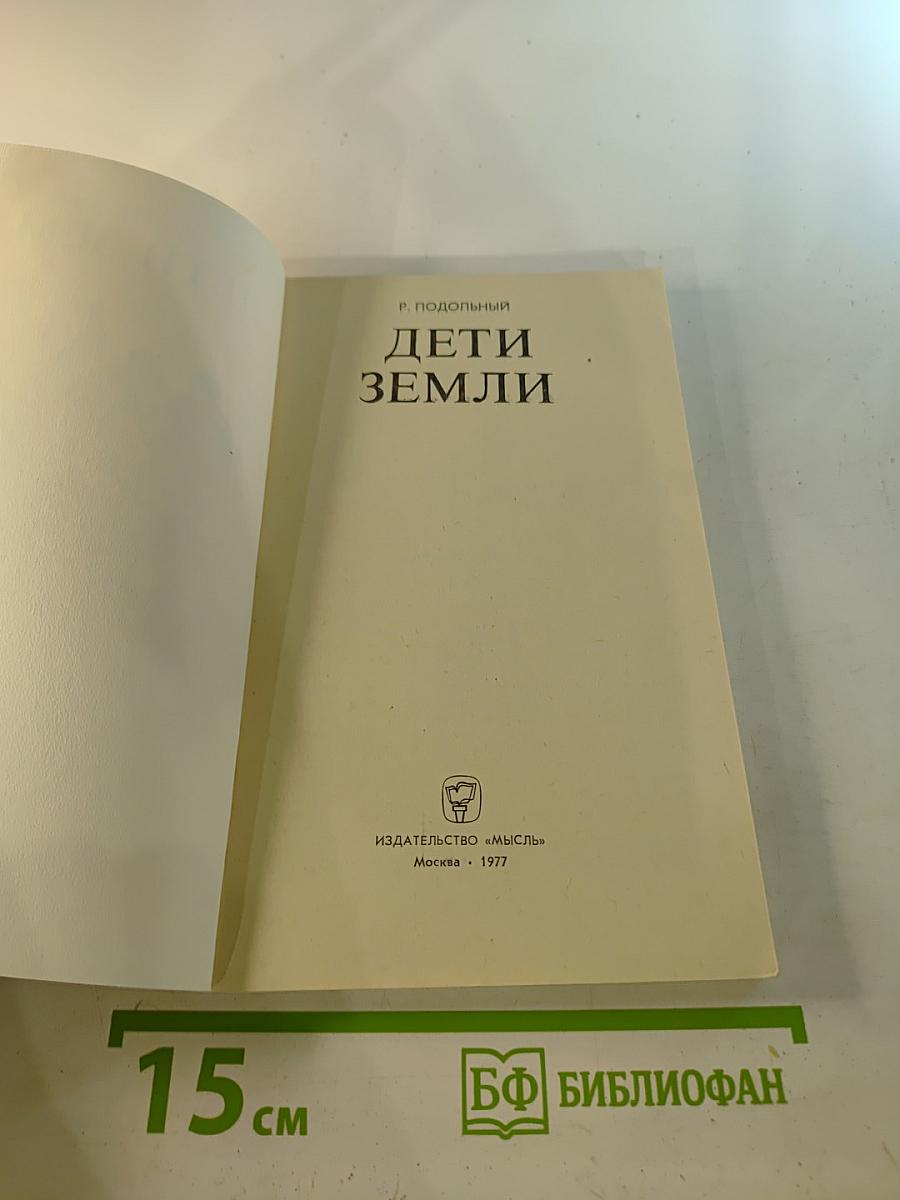 Р. ПОДОЛЬНЫЙ
ДЕТИ
ЗЕМЛИ
ИЗДАТЕЛЬСТВО «МЫСЛЬ»
Москва • 1977
15 см
БФ БИБЛИОФАН